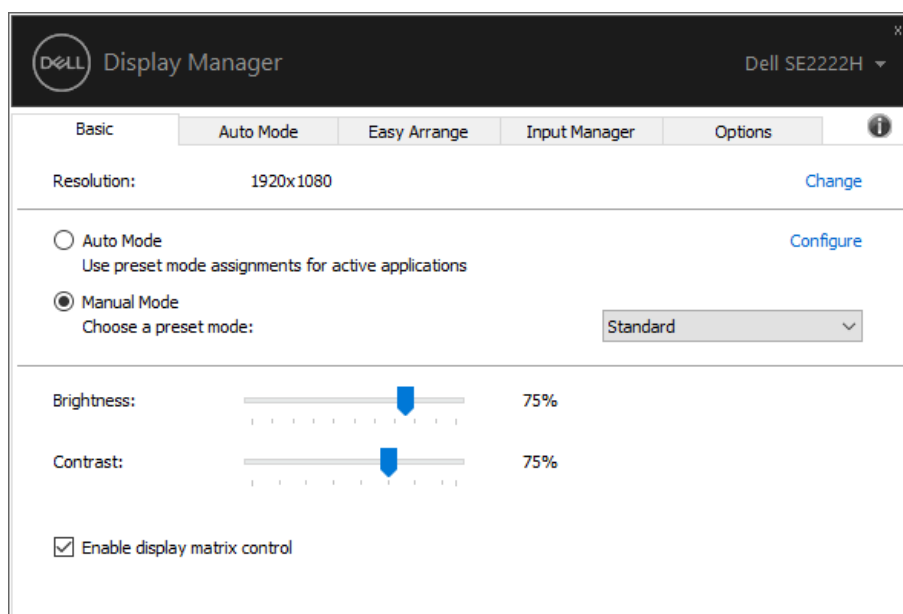 x
DELL Display Manager Dell SE2222H
Basic Auto Mode Easy Arrange Input Manager Options
Resolution: 1920x1080 Change
Auto Mode Configure
Use preset mode assignments for active applications
Manual Mode
Choose a preset mode: Standard
Brightness: 75%
Contrast: 75%
Enable display matrix control